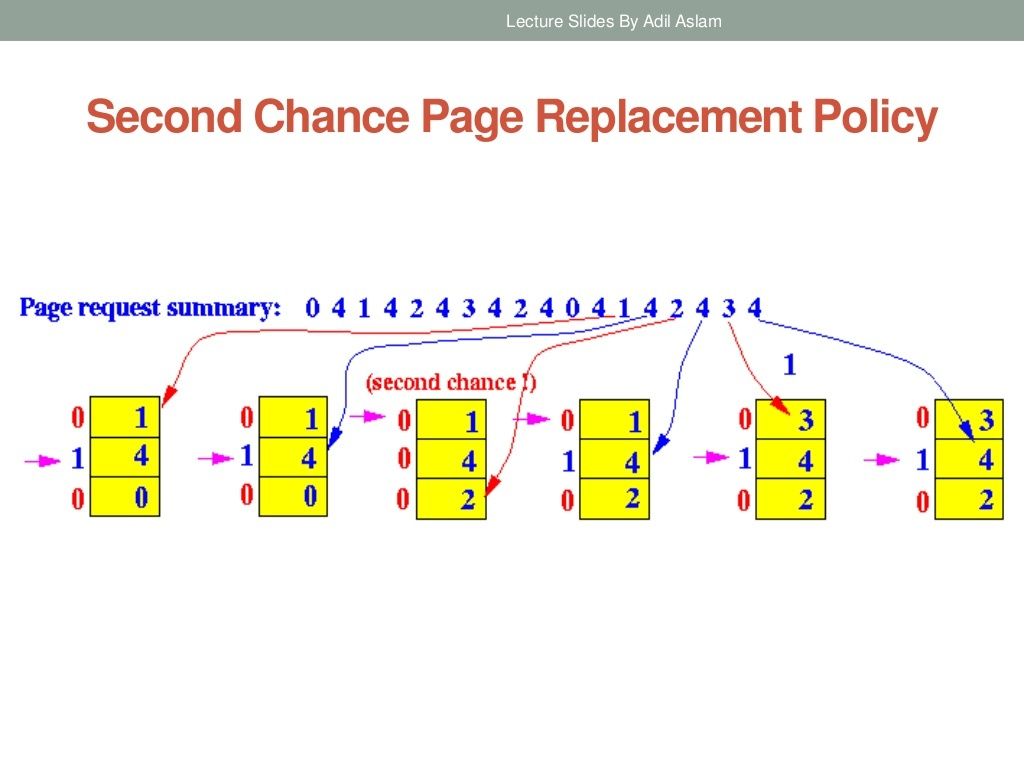 Lecture Slides By Adil Aslam
Second Chance Page Replacement Policy
Page request summary: 0 4 1 4 2 4 3 4 2 4 0 4 1 4 2 4 3 4
1
(second chance !)
0 1 0 1 0 1 0 1 0 3 0 3
1 4 1 4 0 4 1 4 1 4 1 4
0 0 0 0 0 2 0 2 0 2 0 2